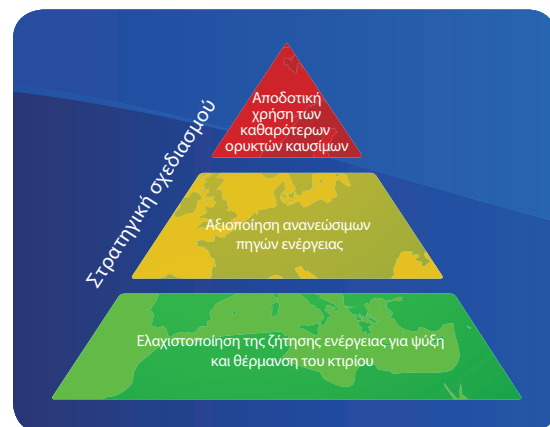 Στρατηγική σχεδιασμού
Αποδοτική
χρήση των
καθαρότερων
ορυκτών καυσίμων
Αξιοποίηση ανανεώσιμων
πηγών ενέργειας
Ελαχιστοποίηση της ζήτησης ενέργειας για ψύξη
και θέρμανση του κτιρίου